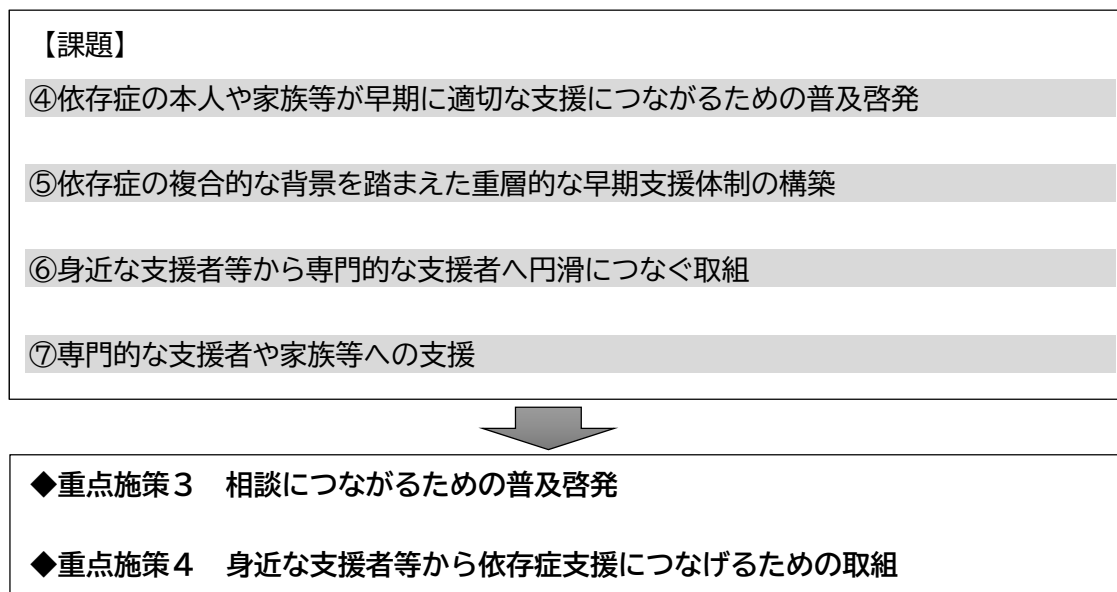 【課題】
④依存症の本人や家族等が早期に適切な支援につながるための普及啓発
⑤依存症の複合的な背景を踏まえた重層的な早期支援体制の構築
⑥身近な支援者等から専門的な支援者へ円滑につなぐ取組
⑦専門的な支援者や家族等への支援
◆重点施策3　相談につながるための普及啓発
◆重点施策4　身近な支援者等から依存症支援につなげるための取組